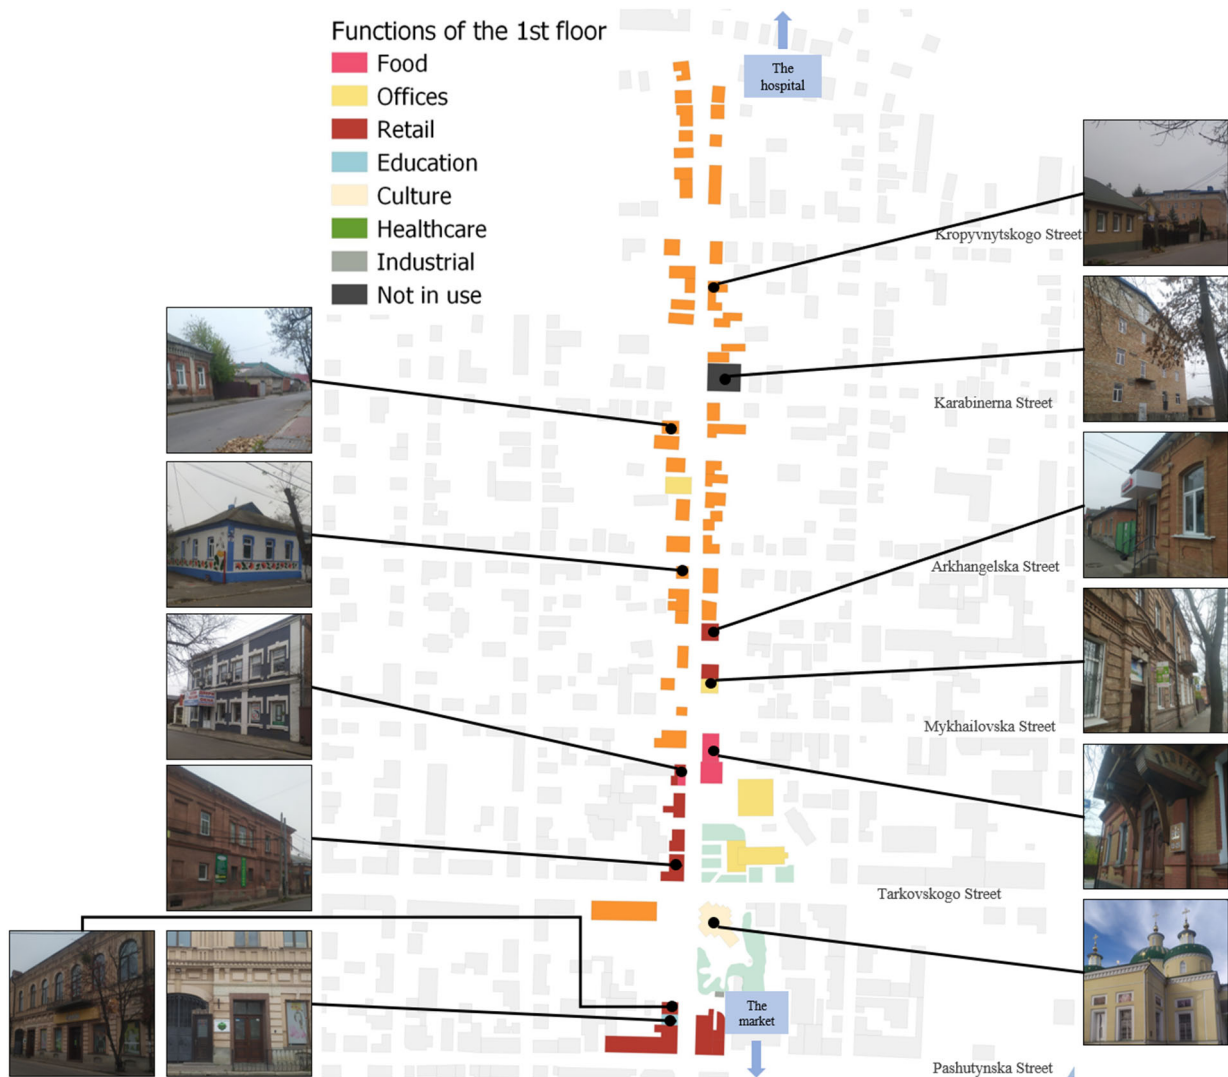 Functions of the 1st floor
Food
Offices
Retail
Education
Culture
Healthcare
Industrial
Not in use
The
hospital
Kropyvnytskogo Street
Karabinerna Street
Arkhangelska Street
Mykhailovska Street
Tarkovskogo Street
The
market
Pashutynska Street